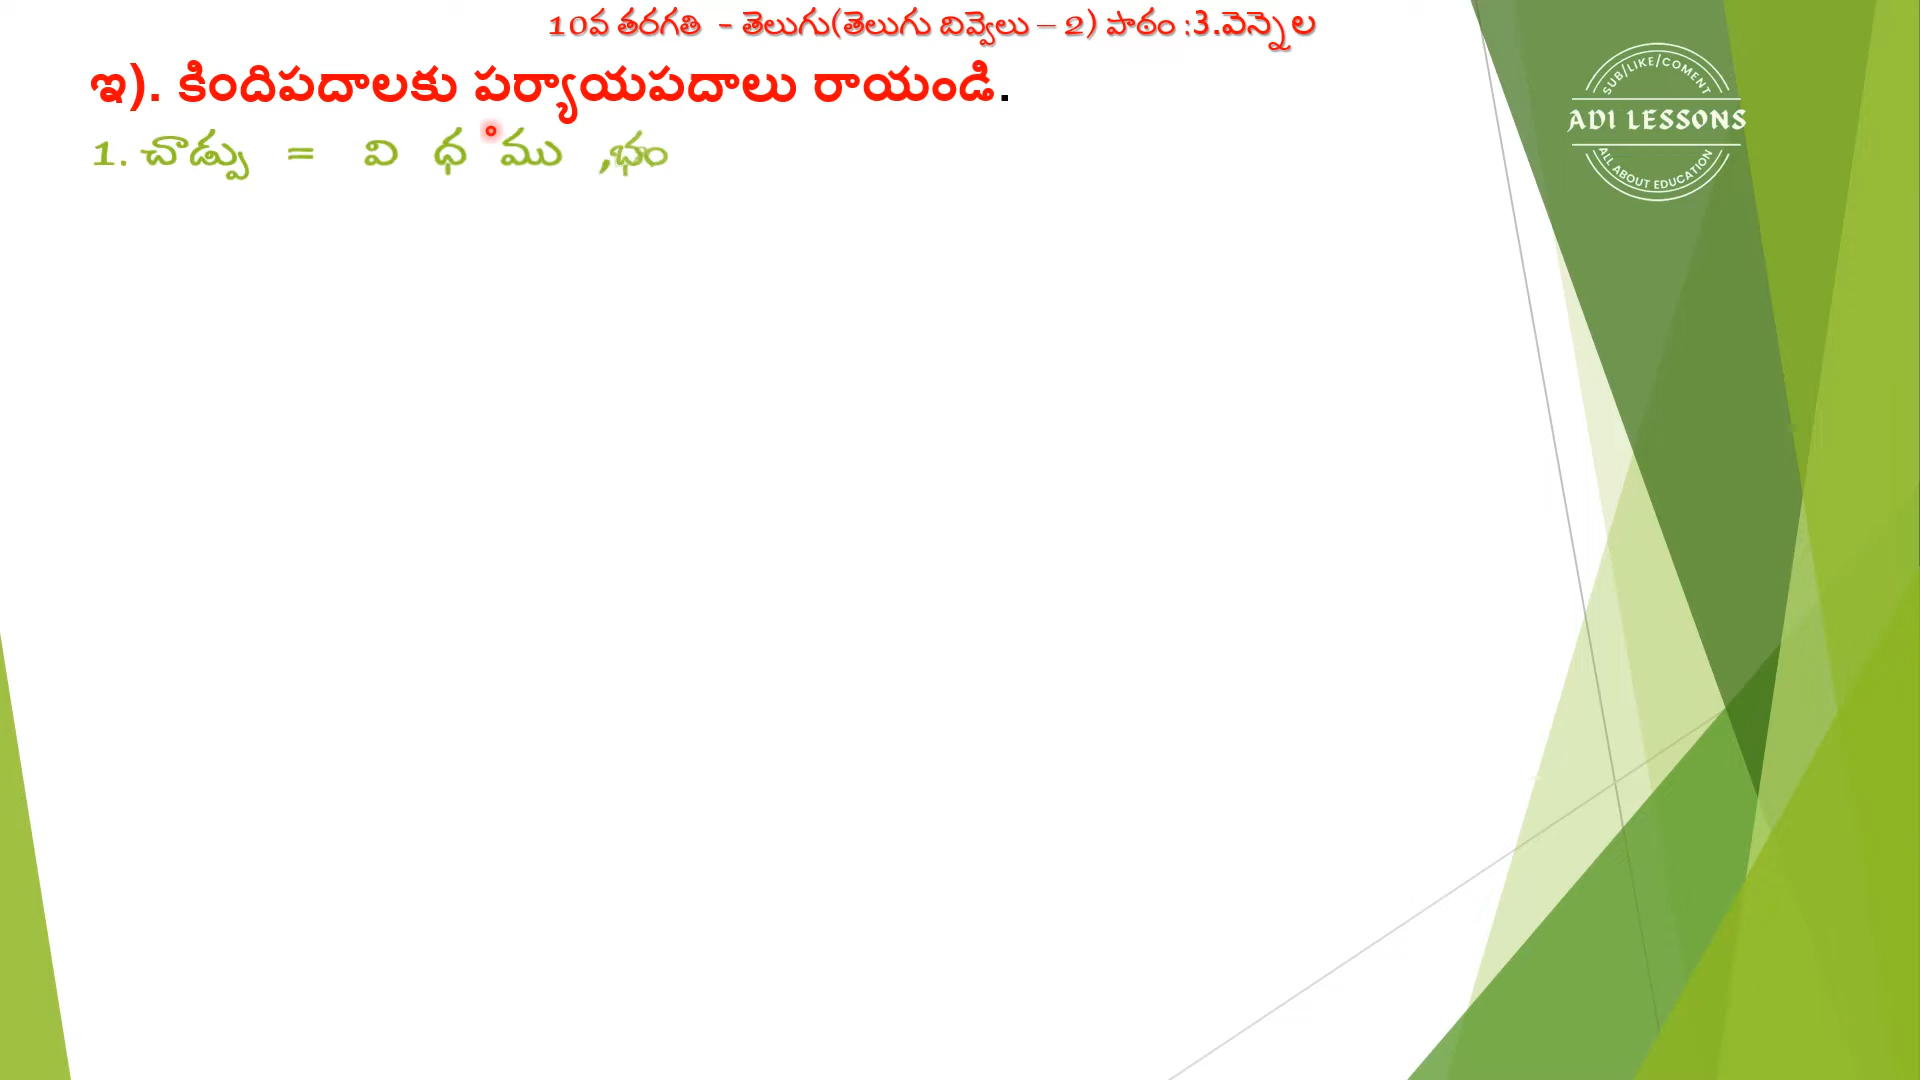 10వ తరగతి - తెలుగు(తెలుగు దివ్వెలు – 2) పాఠం :3.వెన్నెల
ఇ). కిందిపదాలకు పర్యాయపదాలు రాయండి.
1. చాడ్పు = వి ధ ము ,
SUB/LIKE/COMENT
ADI LESSONS
ALL ABOUT EDUCATION